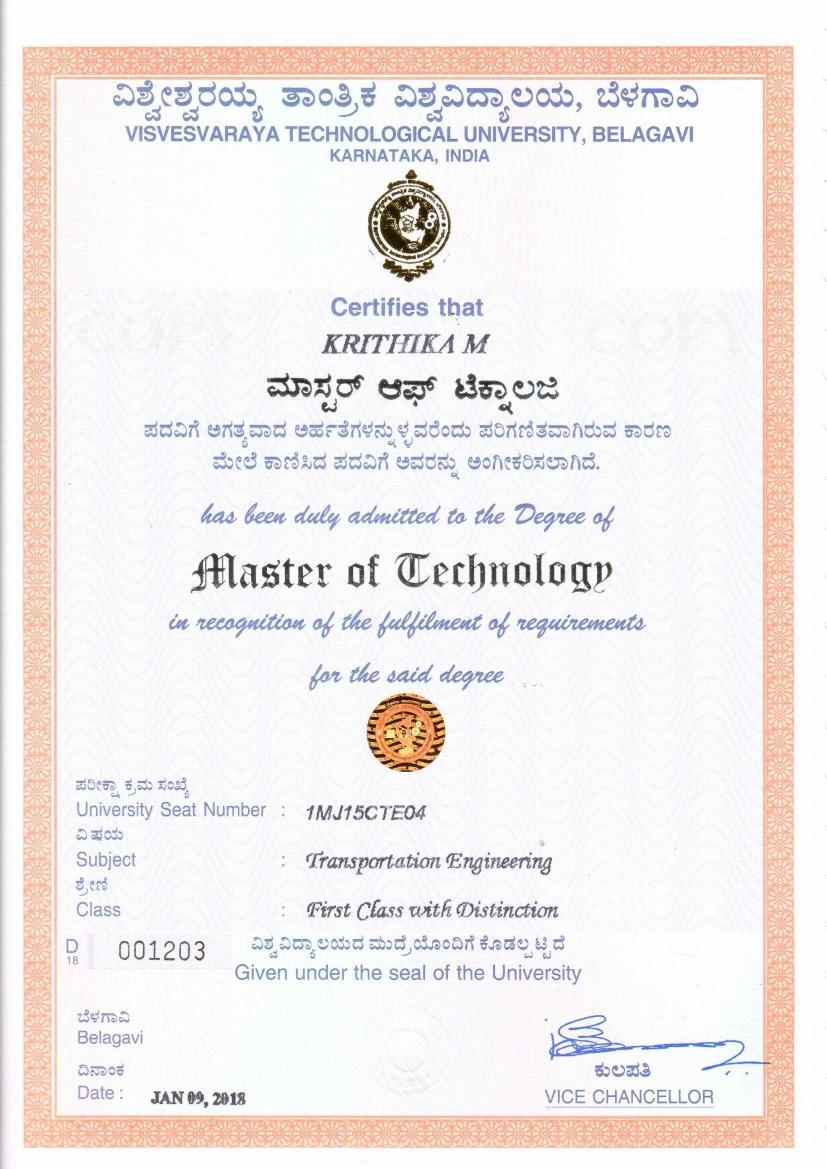 ವಿಶ್ವೇಶ್ವರಯ್ಯ ತಾಂತ್ರಿಕ ವಿಶ್ವವಿದ್ಯಾಲಯ, ಬೆಳಗಾವಿ
VISVESVARAYA TECHNOLOGICAL UNIVERSITY, BELAGAVI
KARNATAKA, INDIA
Certifies that
COPY COPY
KRITHIKA M
ಮಾಸ್ಟರ್ ಆಫ್ ಟೆಕ್ನಾಲಜಿ
ಪದವಿಗೆ ಅಗತ್ಯವಾದ ಅರ್ಹತೆಗಳನ್ನುಳ್ಳವರೆಂದು ಪರಿಗಣಿತವಾಗಿರುವ ಕಾರಣ
ಮೇಲೆ ಕಾಣಿಸಿದ ಪದವಿಗೆ ಅವರನ್ನು ಅಂಗೀಕರಿಸಲಾಗಿದೆ.
has been duly admitted to the Degree of
Master of Technology
in recognition of the fulfilment of requirements
for the said degree
ಪರೀಕ್ಷಾ ಕ್ರಮ ಸಂಖ್ಯೆ
University Seat Number : 1MJ15CTE04
ವಿಷಯ
Subject : Transportation Engineering
ಶ್ರೇಣಿ
Class : First Class with Distinction
D 18 001203
ವಿಶ್ವವಿದ್ಯಾಲಯದ ಮುದ್ರೆಯೊಂದಿಗೆ ಕೊಡಲ್ಪಟ್ಟಿದೆ
Given under the seal of the University
ಬೆಳಗಾವಿ
Belagavi
ದಿನಾಂಕ
Date : JAN 09, 2018
ಕುಲಪತಿ
VICE CHANCELLOR